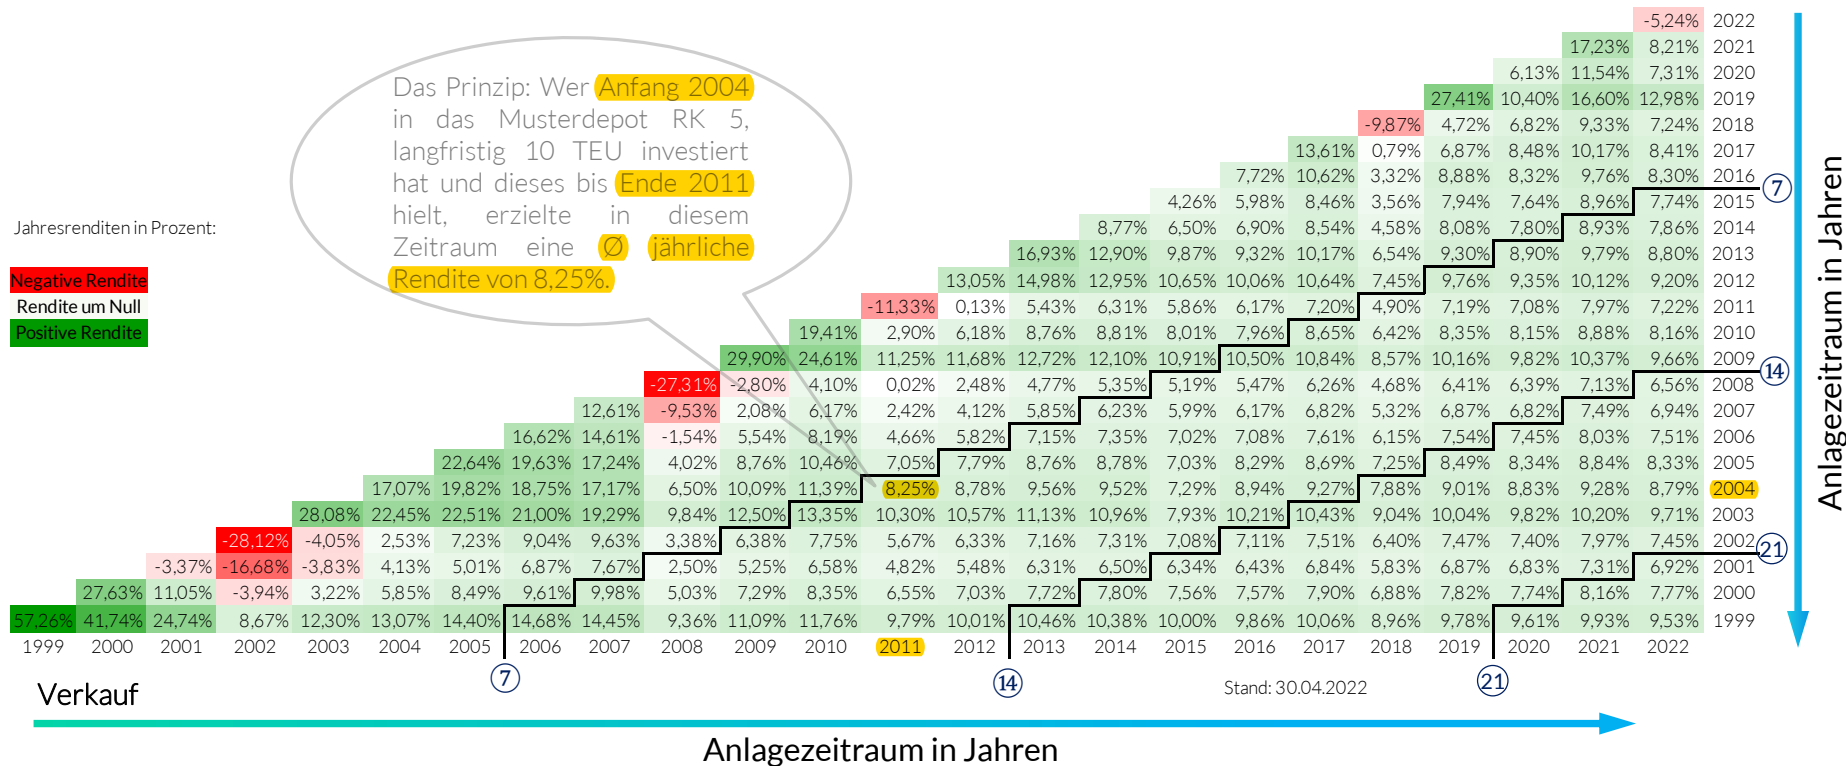 -5,24% 2022
17,23% 8,21% 2021
6,13% 11,54% 7,31% 2020
27,41% 10,40% 16,60% 12,98% 2019
-9,87% 4,72% 6,82% 9,33% 7,24% 2018
13,61% 0,79% 6,87% 8,48% 10,17% 8,41% 2017
7,72% 10,62% 3,32% 8,88% 8,32% 9,76% 8,30% 2016
7
4,26% 5,98% 8,46% 3,56% 7,94% 7,64% 8,96% 7,74% 2015
8,77% 6,50% 6,90% 8,54% 4,58% 8,08% 7,80% 8,93% 7,86% 2014
16,93% 12,90% 9,87% 9,32% 10,17% 6,54% 9,30% 8,90% 9,79% 8,80% 2013
13,05% 14,98% 12,95% 10,65% 10,06% 10,64% 7,45% 9,76% 9,35% 10,12% 9,20% 2012
-11,33% 0,13% 5,43% 6,31% 5,86% 6,17% 7,20% 4,90% 7,19% 7,08% 7,97% 7,22% 2011
19,41% 2,90% 6,18% 8,76% 8,81% 8,01% 7,96% 8,65% 6,42% 8,35% 8,15% 8,88% 8,16% 2010
29,90% 24,61% 11,25% 11,68% 12,72% 12,10% 10,91% 10,50% 10,84% 8,57% 10,16% 9,82% 10,37% 9,66% 2009
14
-27,31% -2,80% 4,10% 0,02% 2,48% 4,77% 5,35% 5,19% 5,47% 6,26% 4,68% 6,41% 6,39% 7,13% 6,56% 2008
12,61% -9,53% 2,08% 6,17% 2,42% 4,12% 5,85% 6,23% 5,99% 6,17% 6,82% 5,32% 6,87% 6,82% 7,49% 6,94% 2007
16,62% 14,61% -1,54% 5,54% 8,19% 4,66% 5,82% 7,15% 7,35% 7,02% 7,08% 7,61% 6,15% 7,54% 7,45% 8,03% 7,51% 2006
22,64% 19,63% 17,24% 4,02% 8,76% 10,46% 7,05% 7,79% 8,76% 8,78% 7,03% 8,29% 8,69% 7,25% 8,49% 8,34% 8,84% 8,33% 2005
17,07% 19,82% 18,75% 17,17% 6,50% 10,09% 11,39% 8,25% 8,78% 9,56% 9,52% 7,29% 8,94% 9,27% 7,88% 9,01% 8,83% 9,28% 8,79% 2004
28,08% 22,45% 22,51% 21,00% 19,29% 9,84% 12,50% 13,35% 10,30% 10,57% 11,13% 10,96% 7,93% 10,21% 10,43% 9,04% 10,04% 9,82% 10,20% 9,71% 2003
-28,12% -4,05% 2,53% 7,23% 9,04% 9,63% 3,38% 6,38% 7,75% 5,67% 6,33% 7,16% 7,31% 7,08% 7,11% 7,51% 6,40% 7,47% 7,40% 7,97% 7,45% 2002
21
-3,37% -16,68% -3,83% 4,13% 5,01% 6,87% 7,67% 2,50% 5,25% 6,58% 4,82% 5,48% 6,31% 6,50% 6,34% 6,43% 6,84% 5,83% 6,87% 6,83% 7,31% 6,92% 2001
27,63% 11,05% -3,94% 3,22% 5,85% 8,49% 9,61% 9,98% 5,03% 7,29% 8,35% 6,55% 7,03% 7,72% 7,80% 7,56% 7,57% 7,90% 6,88% 7,82% 7,74% 8,16% 7,77% 2000
57,26% 41,74% 24,74% 8,67% 12,30% 13,07% 14,40% 14,68% 14,45% 9,36% 11,09% 11,76% 9,79% 10,01% 10,46% 10,38% 10,00% 9,86% 10,06% 8,96% 9,78% 9,61% 9,93% 9,53% 1999
1999 2000 2001 2002 2003 2004 2005 2006 2007 2008 2009 2010 2011 2012 2013 2014 2015 2016 2017 2018 2019 2020 2021 2022
7 14 21
Das Prinzip: Wer Anfang 2004
in das Musterdepot RK 5,
langfristig 10 TEU investiert
hat und dieses bis Ende 2011
hielt, erzielte in diesem
Zeitraum eine Ø jährliche
Rendite von 8,25%.
Jahresrenditen in Prozent:
Negative Rendite
Rendite um Null
Positive Rendite
Anlagezeitraum in Jahren
Stand: 30.04.2022
Verkauf
Anlagezeitraum in Jahren